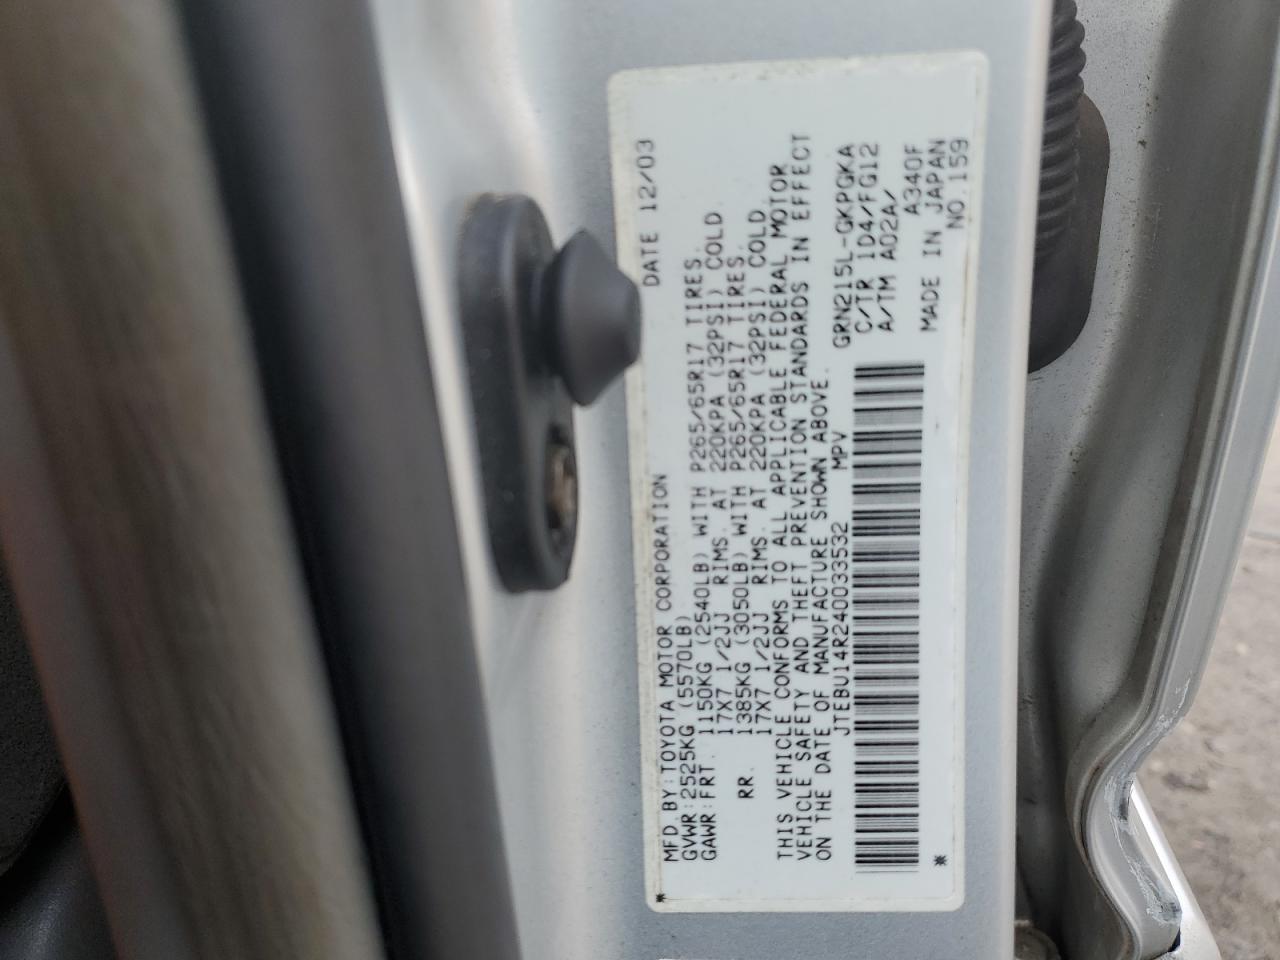 MFD.BY:TOYOTA MOTOR CORPORATION DATE 12/03
GVWR:2525KG (5570LB)
GAWR:FRT. 1150KG (2540LB) WITH P265/65R17 TIRES.
17X7 1/2JJ RIMS. AT 220KPA (32PSI) COLD.
RR. 1385KG (3050LB) WITH P265/65R17 TIRES.
17X7 1/2JJ RIMS. AT 220KPA (32PSI) COLD.
THIS VEHICLE CONFORMS TO ALL APPLICABLE FEDERAL MOTOR
VEHICLE SAFETY AND THEFT PREVENTION STANDARDS IN EFFECT
ON THE DATE OF MANUFACTURE SHOWN ABOVE.
JTEBU14R240033532 MPV GRN215L-GKPGKA
C/TR 1D4/FG12
A/TM A02A/ A340F
MADE IN JAPAN
NO.159